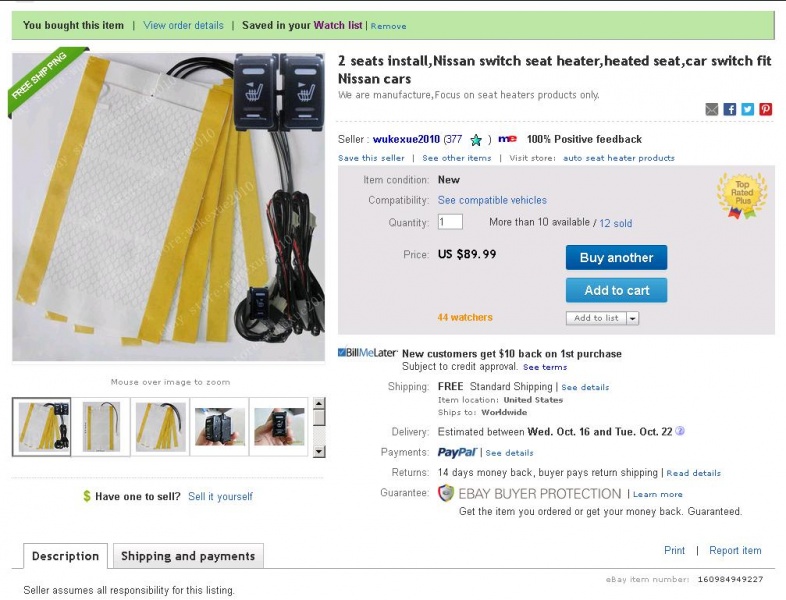 You bought this item | View order details | Saved in your Watch list | Remove
FREE SHIPPING
2 seats install,Nissan switch seat heater,heated seat,car switch fit
Nissan cars
We are manufacture,Focus on seat heaters products only.
Seller : wukexue2010 (377 ) me 100% Positive feedback
Save this seller | See other items | Visit store: auto seat heater products
Item condition: New
Compatibility: See compatible vehicles
Quantity: 1 More than 10 available / 12 sold
Top
Rated
Plus
Price: US $89.99
Buy another
Add to cart
44 watchers
Add to list
BillMeLater New customers get $10 back on 1st purchase
Subject to credit approval. See terms
Mouse over image to zoom
Shipping: FREE Standard Shipping | See details
Item location: United States
Ships to: Worldwide
Delivery: Estimated between Wed. Oct. 16 and Tue. Oct. 22
Payments: PayPal | See details
Returns: 14 days money back, buyer pays return shipping | Read details
Guarantee: EBAY BUYER PROTECTION | Learn more
Get the item you ordered or get your money back. Guaranteed.
$ Have one to sell? Sell it yourself
Description
Shipping and payments
Print | Report item
eBay item number: 160984949227
Seller assumes all responsibility for this listing.